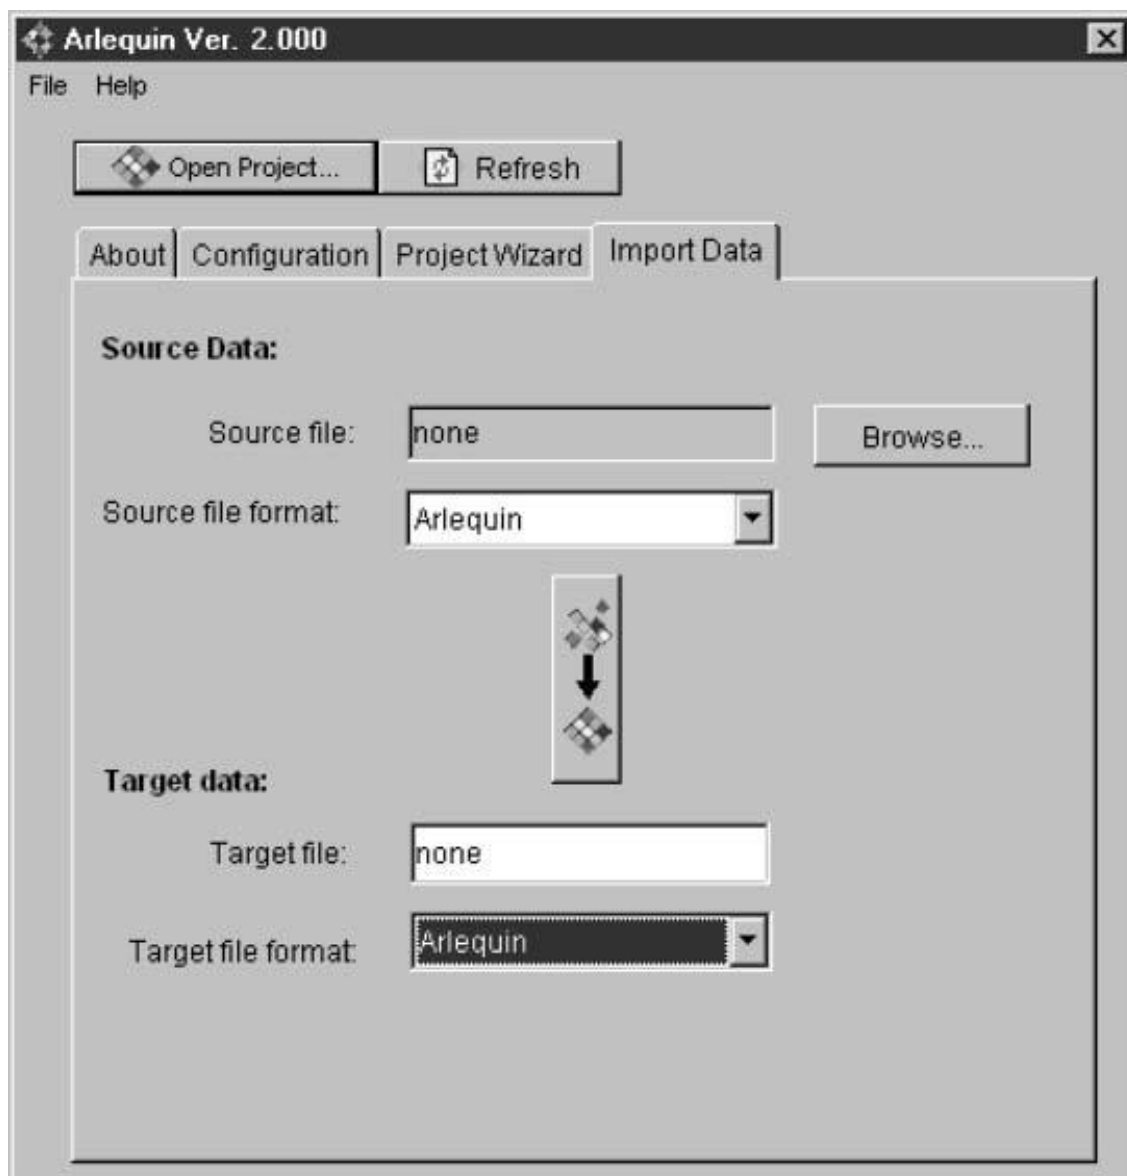 Arlequin Ver. 2.000
File Help
Open Project... Refresh
About Configuration Project Wizard Import Data
Source Data:
Source file: none Browse...
Source file format: Arlequin
Target data:
Target file: none
Target file format: Arlequin